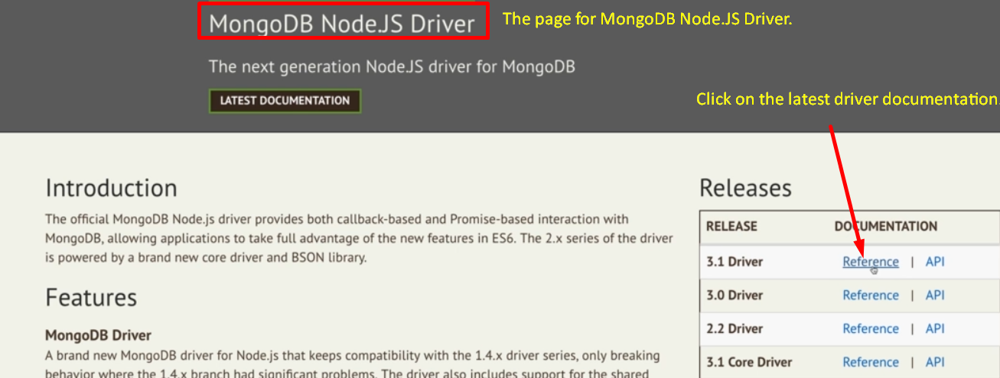 MongoDB Node.JS Driver
The page for MongoDB Node.JS Driver.
The next generation Node.JS driver for MongoDB
LATEST DOCUMENTATION
Click on the latest driver documentation.
Introduction
The official MongoDB Node.js driver provides both callback-based and Promise-based interaction with
MongoDB, allowing applications to take full advantage of the new features in ES6. The 2.x series of the driver
is powered by a brand new core driver and BSON library.
Features
MongoDB Driver
A brand new MongoDB driver for Node.js that keeps compatibility with the 1.4.x driver series, only breaking
behavior where the 1.4.x branch had significant problems. The driver also includes support for the shared
Releases
RELEASE DOCUMENTATION
3.1 Driver Reference | API
3.0 Driver Reference | API
2.2 Driver Reference | API
3.1 Core Driver Reference | API